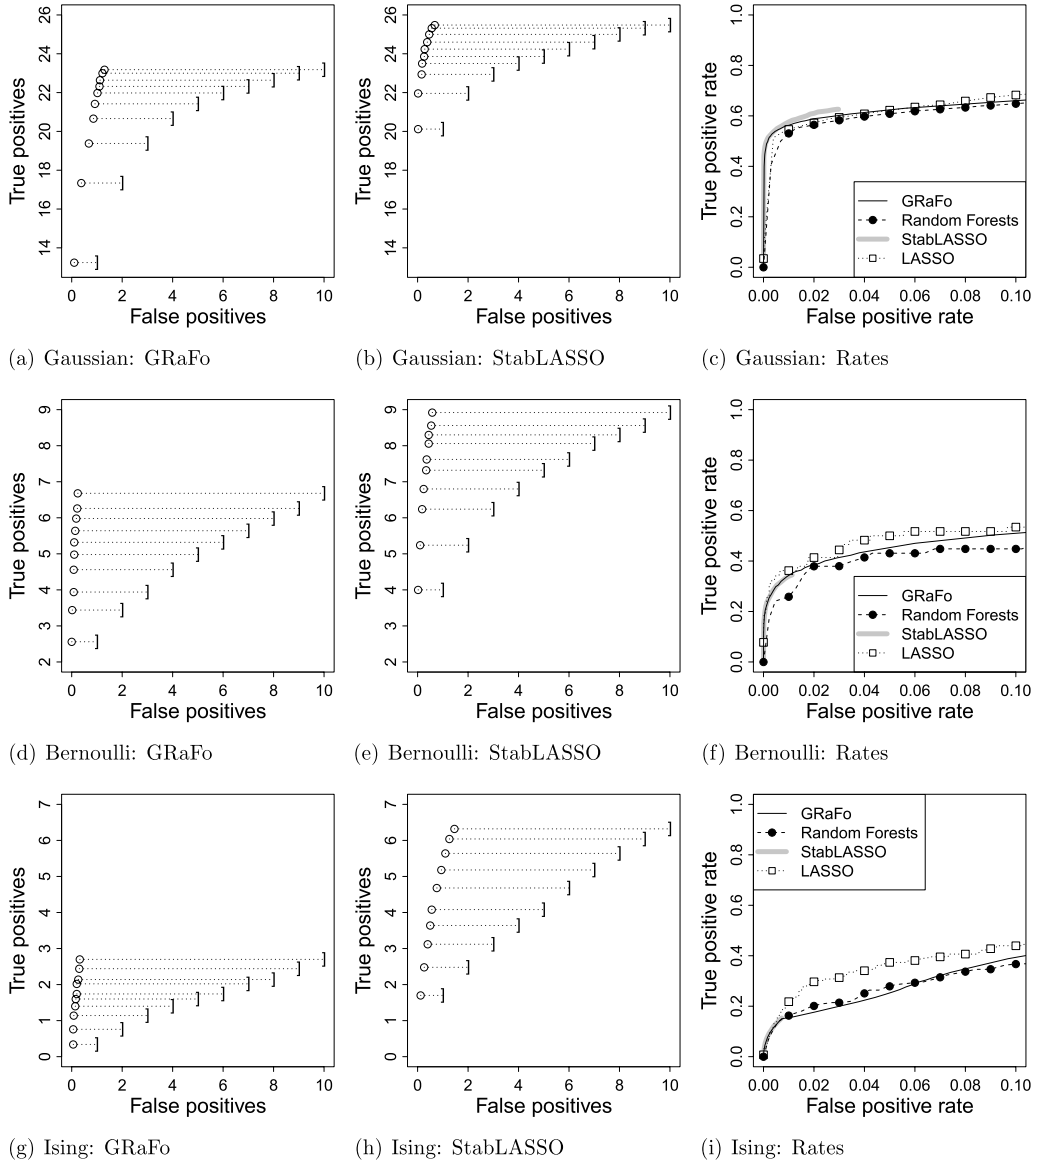 14 16 18 20 22 24 26
True positives
0 2 4 6 8 10
False positives
(a) Gaussian: GRaFo
14 16 18 20 22 24 26
True positives
0 2 4 6 8 10
False positives
(b) Gaussian: StabLASSO
0.0 0.2 0.4 0.6 0.8 1.0
True positive rate
GRaFo
Random Forests
StabLASSO
LASSO
0.00 0.02 0.04 0.06 0.08 0.10
False positive rate
(c) Gaussian: Rates
2 3 4 5 6 7 8 9
True positives
0 2 4 6 8 10
False positives
(d) Bernoulli: GRaFo
2 3 4 5 6 7 8 9
True positives
0 2 4 6 8 10
False positives
(e) Bernoulli: StabLASSO
0.0 0.2 0.4 0.6 0.8 1.0
True positive rate
GRaFo
Random Forests
StabLASSO
LASSO
0.00 0.02 0.04 0.06 0.08 0.10
False positive rate
(f) Bernoulli: Rates
0 1 2 3 4 5 6 7
True positives
0 2 4 6 8 10
False positives
(g) Ising: GRaFo
0 1 2 3 4 5 6 7
True positives
0 2 4 6 8 10
False positives
(h) Ising: StabLASSO
0.0 0.2 0.4 0.6 0.8 1.0
True positive rate
GRaFo
Random Forests
StabLASSO
LASSO
0.00 0.02 0.04 0.06 0.08 0.10
False positive rate
(i) Ising: Rates